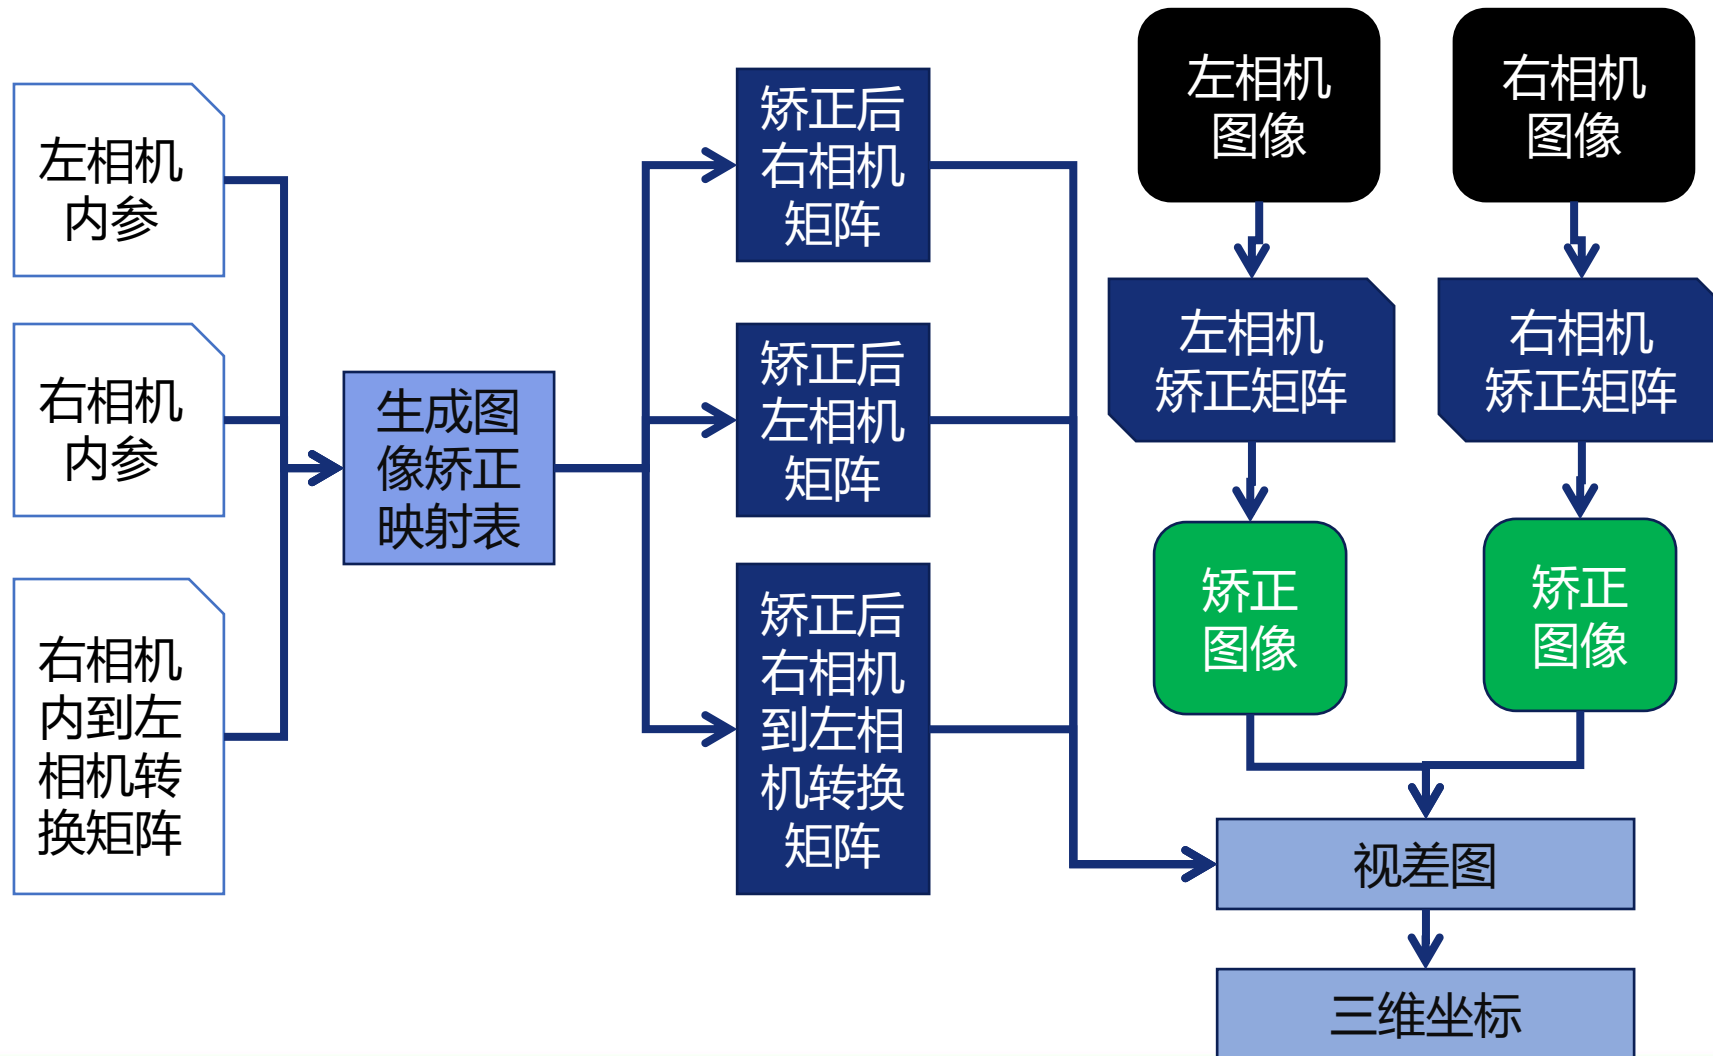 左相机
内参
右相机
内参
右相机
内到左
相机转
换矩阵
生成图
像矫正
映射表
矫正后
右相机
矩阵
矫正后
左相机
矩阵
矫正后
右相机
到左相
机转换
矩阵
左相机
图像
右相机
图像
左相机
矫正矩阵
右相机
矫正矩阵
矫正
图像
矫正
图像
视差图
三维坐标